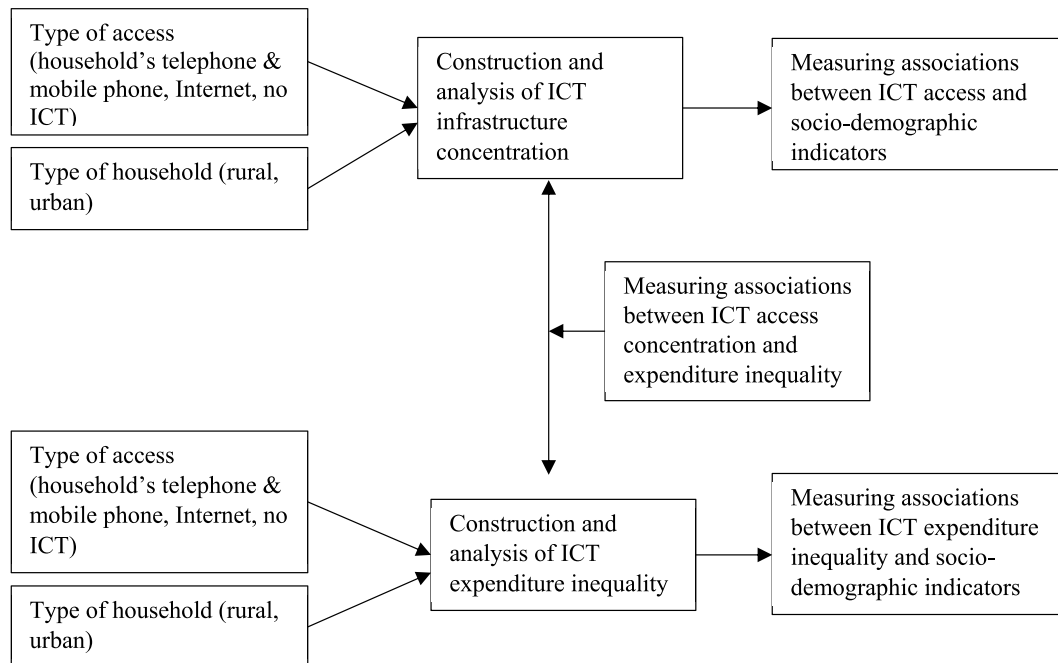 Type of access
(household’s telephone &
mobile phone, Internet, no
ICT)
Type of household (rural,
urban)
Construction and
analysis of ICT
infrastructure
concentration
Measuring associations
between ICT access and
socio-demographic
indicators
Measuring associations
between ICT access
concentration and
expenditure inequality
Type of access
(household’s telephone &
mobile phone, Internet, no
ICT)
Type of household (rural,
urban)
Construction and
analysis of ICT
expenditure inequality
Measuring associations
between ICT expenditure
inequality and socio-
demographic indicators